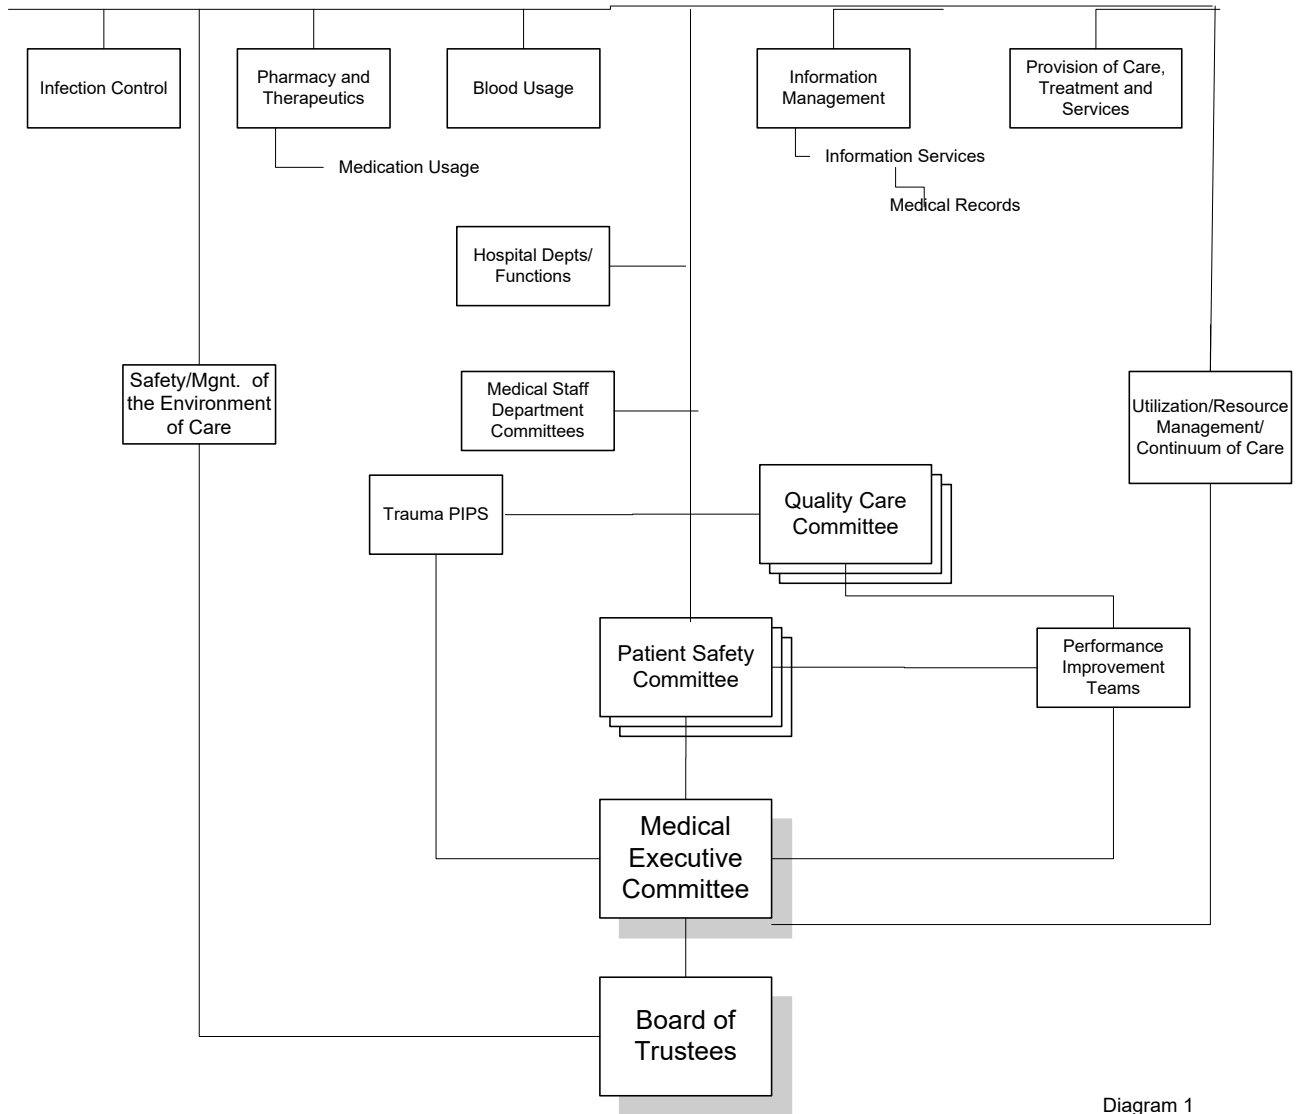 Infection Control
Pharmacy and
Therapeutics
Blood Usage
Information
Management
Provision of Care,
Treatment and
Services
Medication Usage
Information Services
Medical Records
Hospital Depts/
Functions
Safety/Mgnt. of
the Environment
of Care
Medical Staff
Department
Committees
Utilization/Resource
Management/
Continuum of Care
Trauma PIPS
Quality Care
Committee
Patient Safety
Committee
Performance
Improvement
Teams
Medical
Executive
Committee
Board of
Trustees
Diagram 1